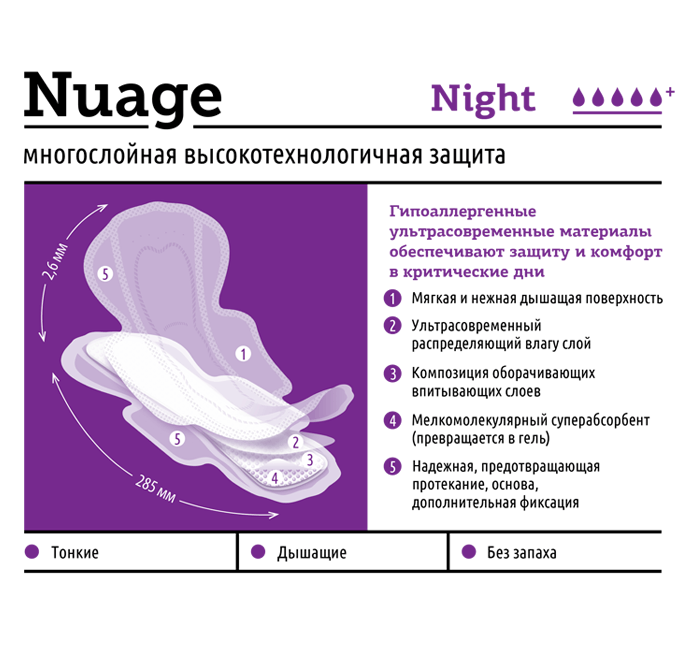 Nuage
Night
+
многослойная высокотехнологичная защита
2,6 мм
5
1
5
2
3
4
285 мм
Гипоаллергенные
ультрасовременные материалы
обеспечивают защиту и комфорт
в критические дни
1 Мягкая и нежная дышащая поверхность
2 Ультрасовременный
распределяющий влагу слой
3 Композиция оборачивающих
впитывающих слоев
4 Мелкомолекулярный суперабсорбент
(превращается в гель)
5 Надежная, предотвращающая
протекание, основа,
дополнительная фиксация
Тонкие
Дышащие
Без запаха